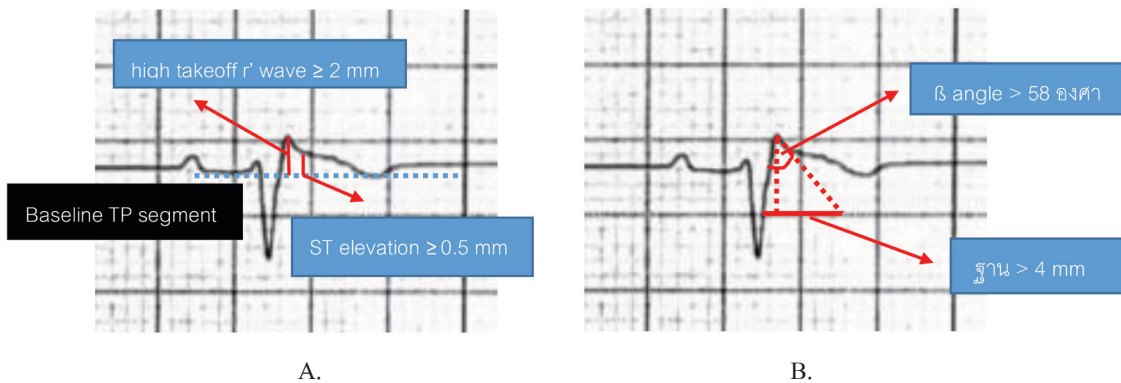 high takeoff r' wave ≥ 2 mm
Baseline TP segment
ST elevation ≥ 0.5 mm
A.
ß angle > 58 องศา
ฐาน > 4 mm
B.